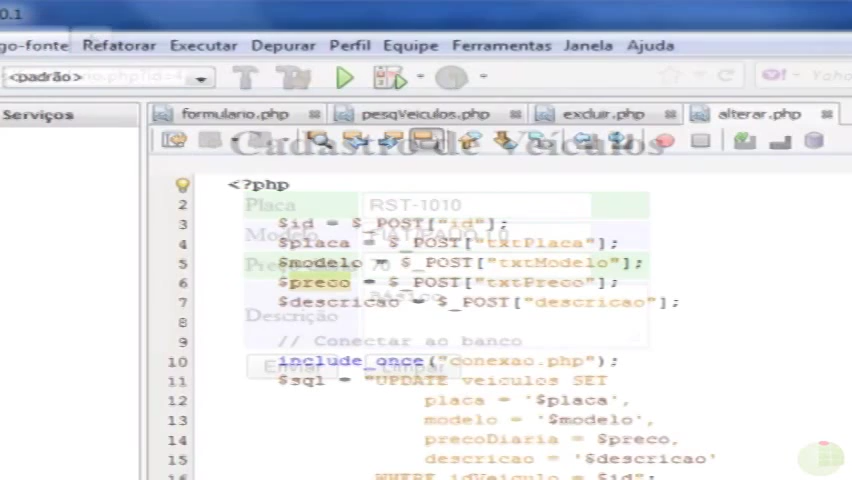 0.1
go-fonte Refatorar Executar Depurar Perfil Equipe Ferramentas Janela Ajuda
<padrão>
Serviços formulario.php pesqVeiculos.php excluir.php alterar.php
Cadastro de Veículos
<?php
Placa RST-1010
2
3 $id = $_POST["id"];
Modelo
4 $placa = $_POST["txtPlaca"];
5 $modelo = $_POST["txtModelo"];
70
6 $preco = $_POST["txtPreco"];
7 $descricao = $_POST["descricao"];
Descrição
8
9 // Conectar ao banco
10 include_once("conexao.php");
Enviar Limpar
11 $sql = "UPDATE veiculos SET
12 placa = '$placa',
13 modelo = '$modelo',
14 precoDiaria = $preco,
15 descricao = '$descricao'
16 WHERE idVeiculo = $id";